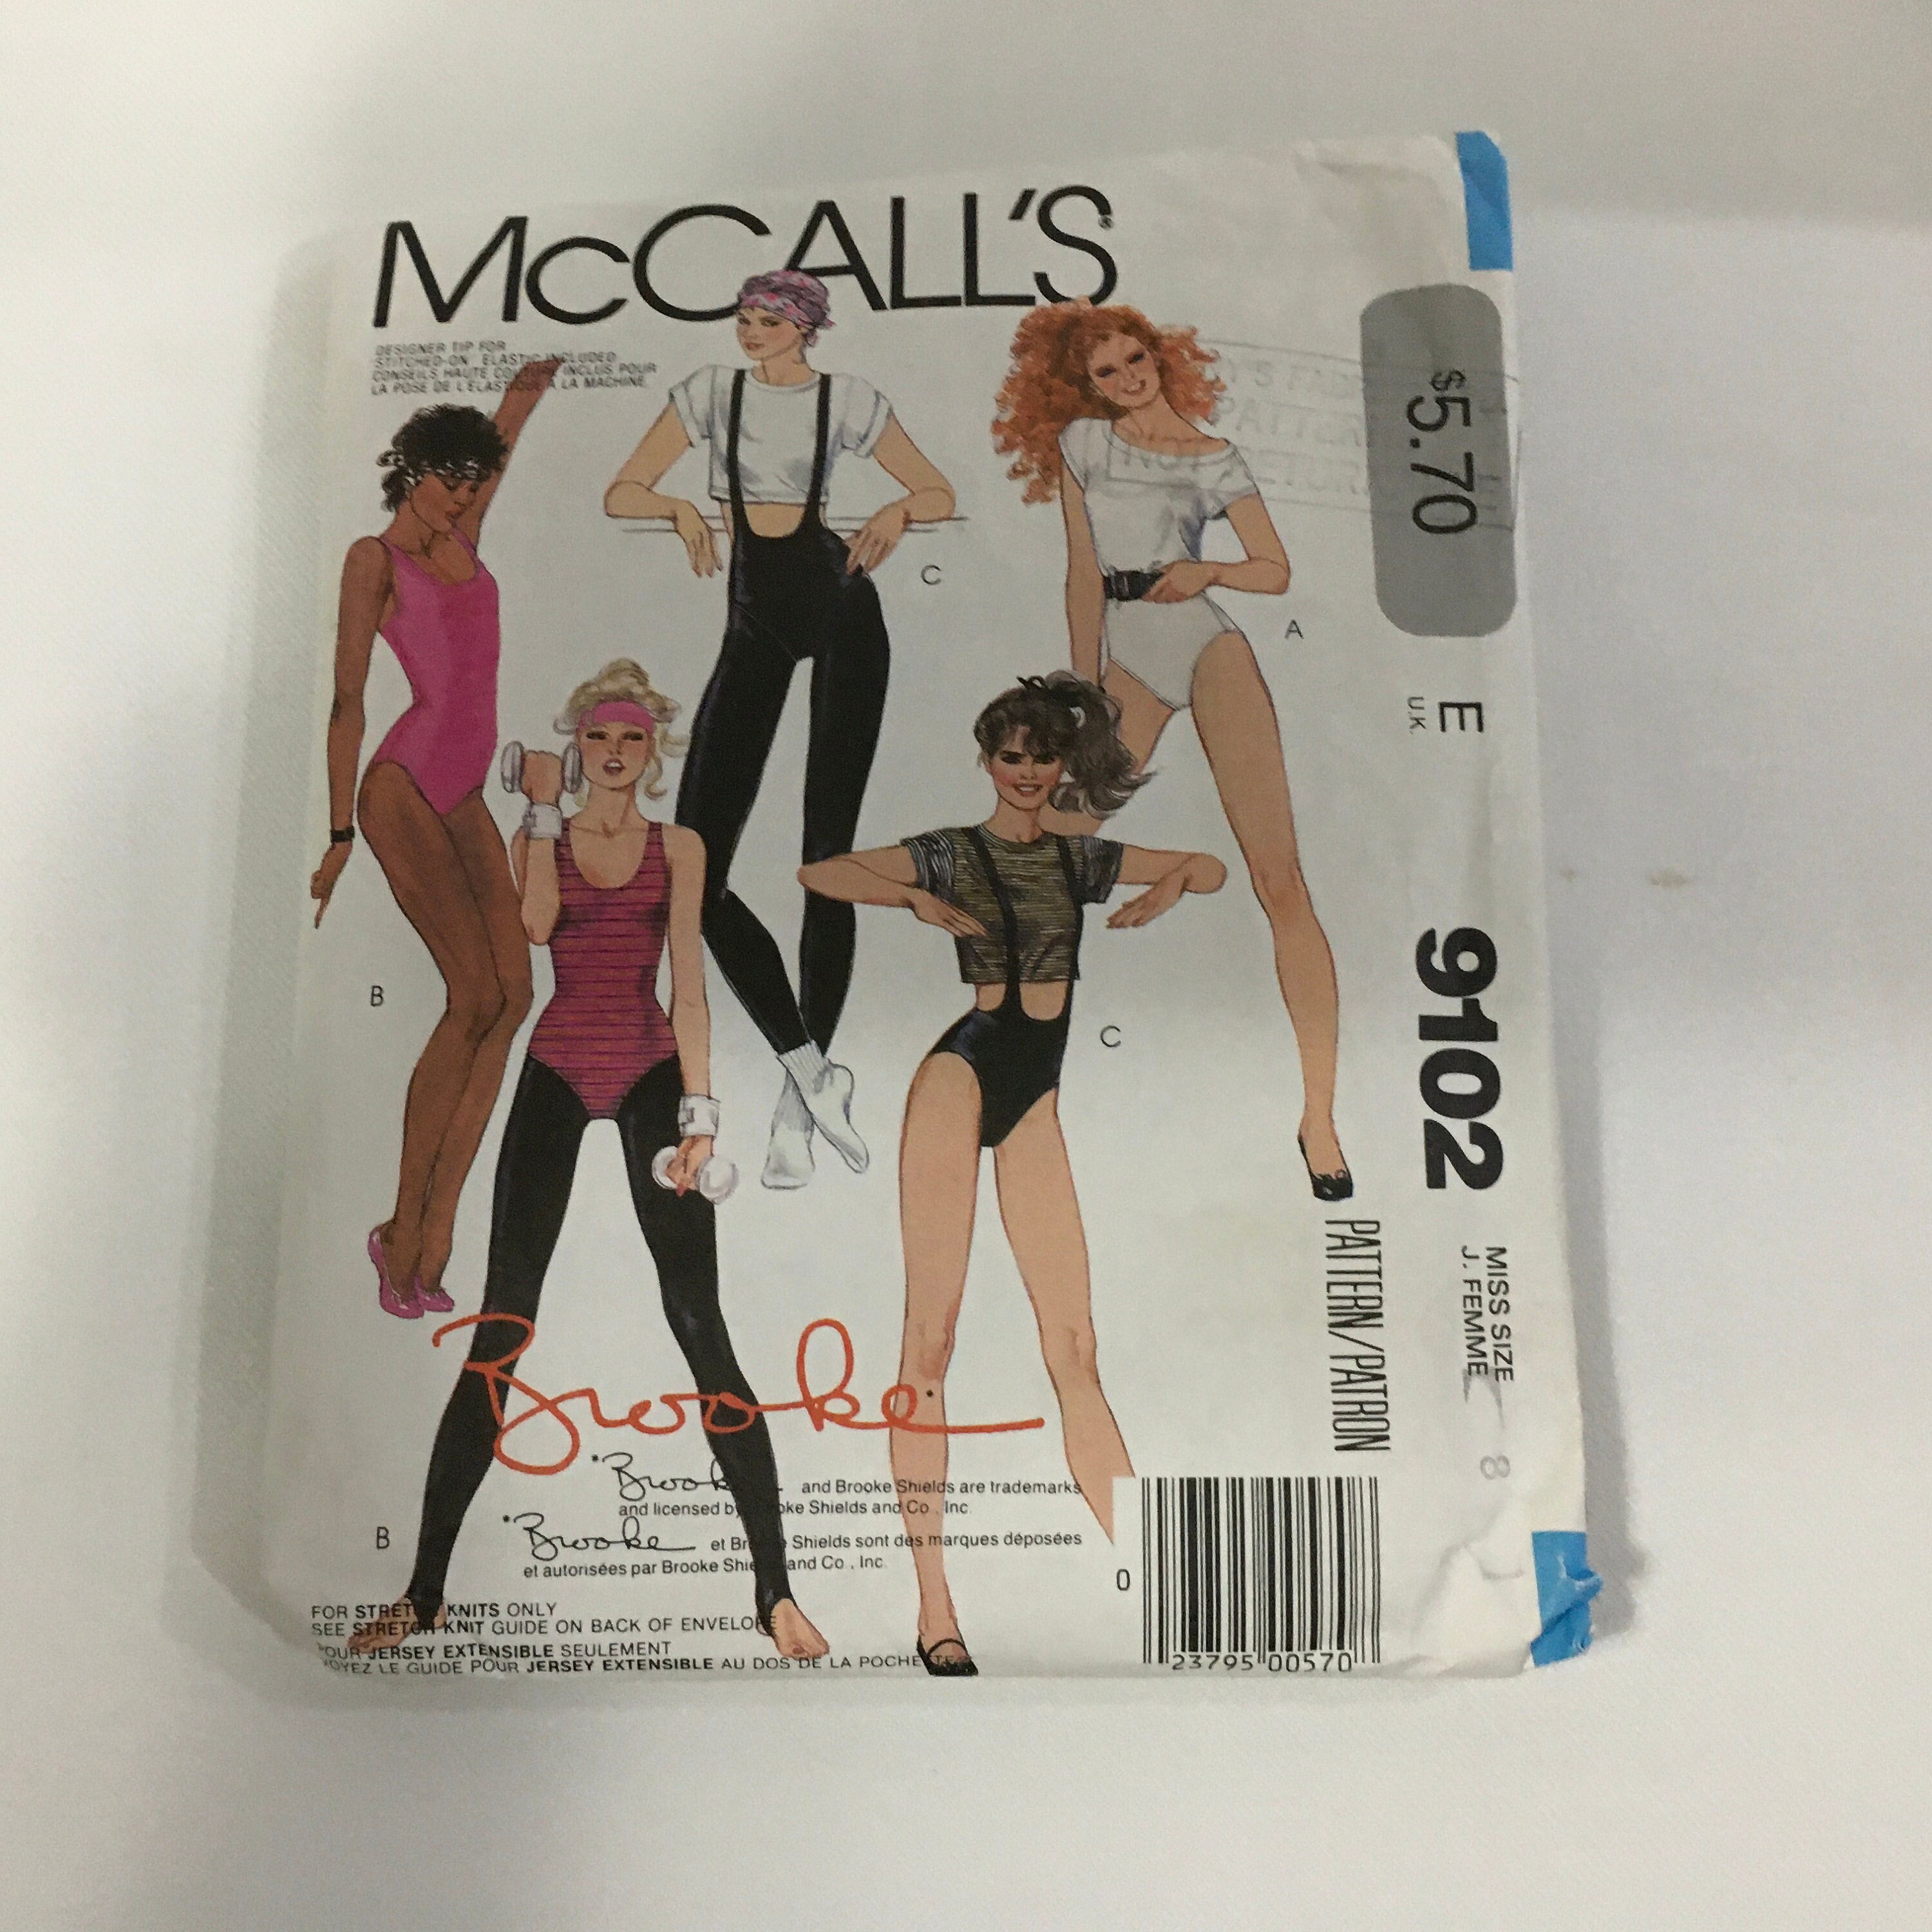 McCALL'S®
DESIGNER TIP FOR
STITCHED-ON ELASTIC INCLUDED
CONSEILS HAUTE COUTURE INCLUS POUR
LA POSE DE L'ELASTIQUE A LA MACHINE
C
A
B
C
B
PATTERN
NOT RETURN
$5.70
E
U.K.
9102
MISS SIZE
J. FEMME
8
PATTERN/PATRON
Brooke
Brooke and Brooke Shields are trademarks
and licensed by Brooke Shields and Co., Inc.
Brooke et Brooke Shields sont des marques déposées
et autorisées par Brooke Shields and Co., Inc.
FOR STRETCH KNITS ONLY
SEE STRETCH KNIT GUIDE ON BACK OF ENVELOPE
POUR JERSEY EXTENSIBLE SEULEMENT
VOYEZ LE GUIDE POUR JERSEY EXTENSIBLE AU DOS DE LA POCHETTE
0 23795 00570